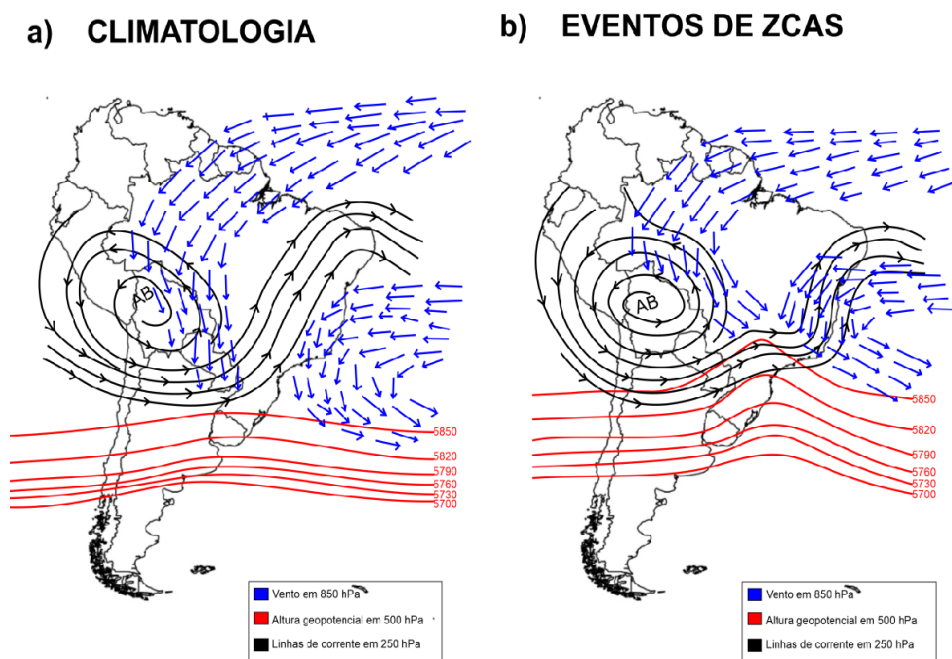 a) CLIMATOLOGIA
AB
5850
5820
5790
5760
5730
5700
Vento em 850 hPa
Altura geopotencial em 500 hPa
Linhas de corrente em 250 hPa
b) EVENTOS DE ZCAS
AB
5850
5820
5790
5760
5730
5700
Vento em 850 hPa
Altura geopotencial em 500 hPa
Linhas de corrente em 250 hPa